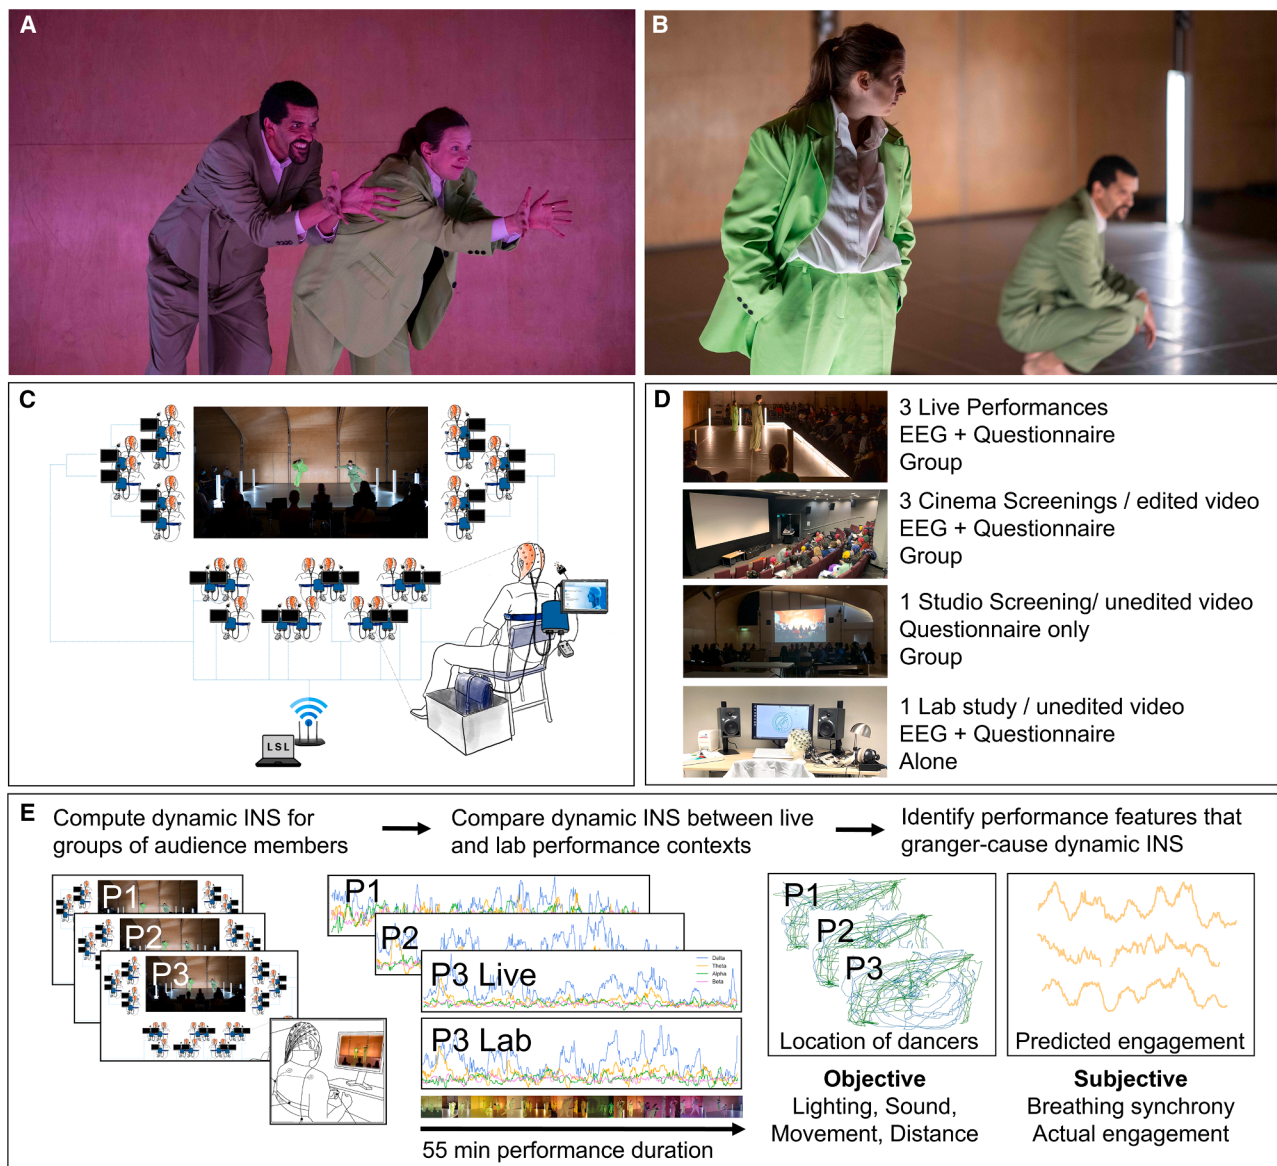 A
B
C
LSL
D
3 Live Performances
EEG + Questionnaire
Group
3 Cinema Screenings / edited video
EEG + Questionnaire
Group
1 Studio Screening/ unedited video
Questionnaire only
Group
1 Lab study / unedited video
EEG + Questionnaire
Alone
E
Compute dynamic INS for
groups of audience members
Compare dynamic INS between live
and lab performance contexts
Identify performance features that
granger-cause dynamic INS
P1
P2
P3
P1
P2
P3 Live
Delta
Theta
Alpha
Beta
P3 Lab
55 min performance duration
P1
P2
P3
Location of dancers
Objective
Lighting, Sound,
Movement, Distance
Predicted engagement
Subjective
Breathing synchrony
Actual engagement